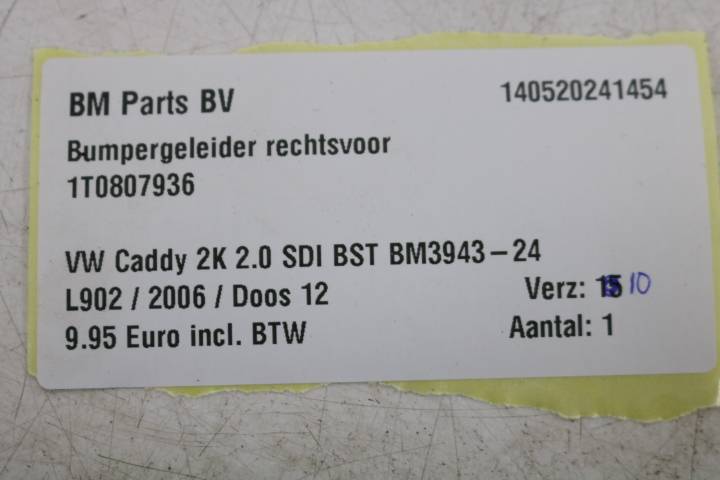 BM Parts BV 140520241454
Bumpergeleider rechtsvoor
1T0807936
VW Caddy 2K 2.0 SDI BST BM3943-24
L902 / 2006 / Doos 12 Verz: 15 10
9.95 Euro incl. BTW Aantal: 1